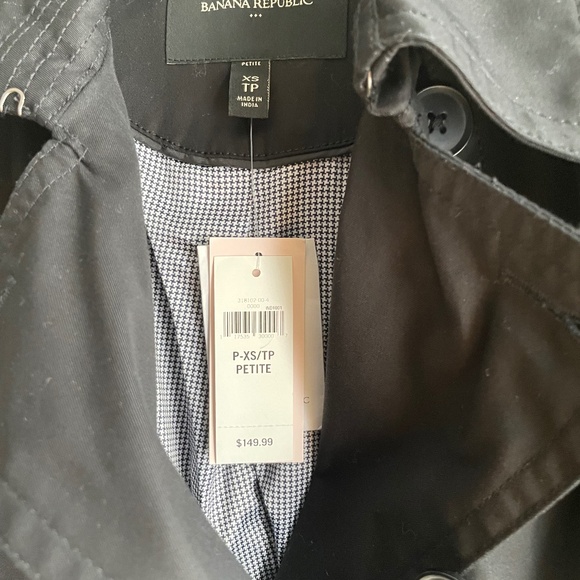 BANANA REPUBLIC
PETITE
XS
TP
MADE IN
INDIA
P-XS/TP
PETITE
$149.99